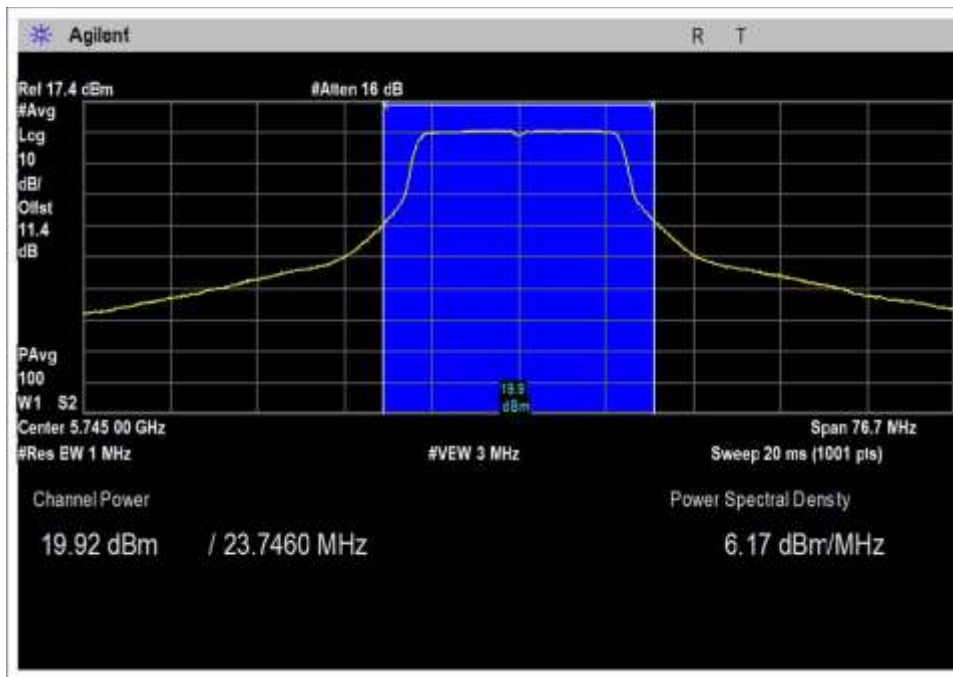 Agilent R T
Ref 17.4 dBm #Atten 16 dB
#Avg
Log
10
dB/
Offst
11.4
dB
PAvg
100
W1 S2
19.9
dBm
Center 5.745 00 GHz Span 76.7 MHz
#Res BW 1 MHz #VBW 3 MHz Sweep 20 ms (1001 pts)
Channel Power Power Spectral Density
19.92 dBm / 23.7460 MHz 6.17 dBm/MHz